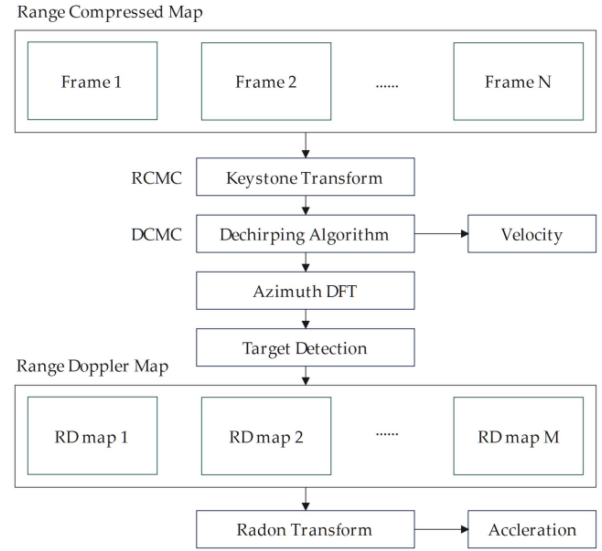 Range Compressed Map
Frame 1 Frame 2 ...... Frame N
RCMC Keystone Transform
DCMC Dechirping Algorithm Velocity
Azimuth DFT
Target Detection
Range Doppler Map
RD map 1 RD map 2 ...... RD map M
Radon Transform Accleration